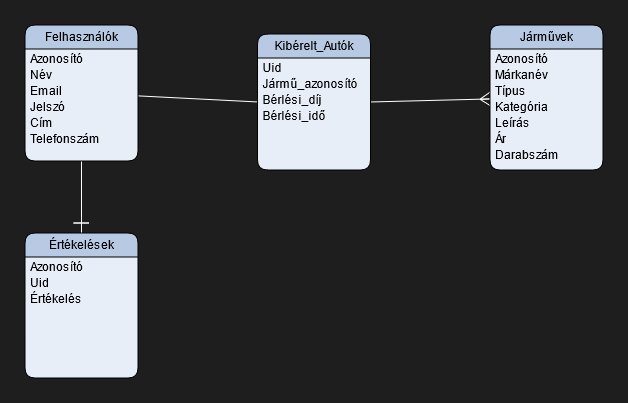 Felhasználók
Azonosító
Név
Email
Jelszó
Cím
Telefonszám
Kibérelt_Autók
Uid
Jármű_azonosító
Bérlési_díj
Bérlési_idő
Járművek
Azonosító
Márkanév
Típus
Kategória
Leírás
Ár
Darabszám
Értékelések
Azonosító
Uid
Értékelés